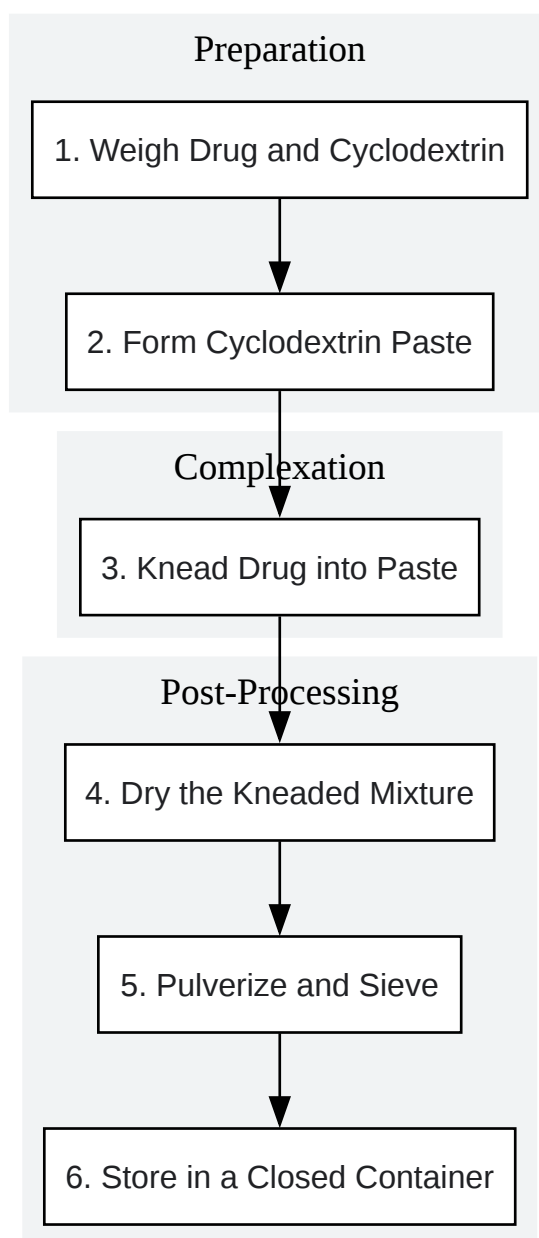 Preparation
1. Weigh Drug and Cyclodextrin
2. Form Cyclodextrin Paste
Complexation
3. Knead Drug into Paste
Post-Processing
4. Dry the Kneaded Mixture
5. Pulverize and Sieve
6. Store in a Closed Container